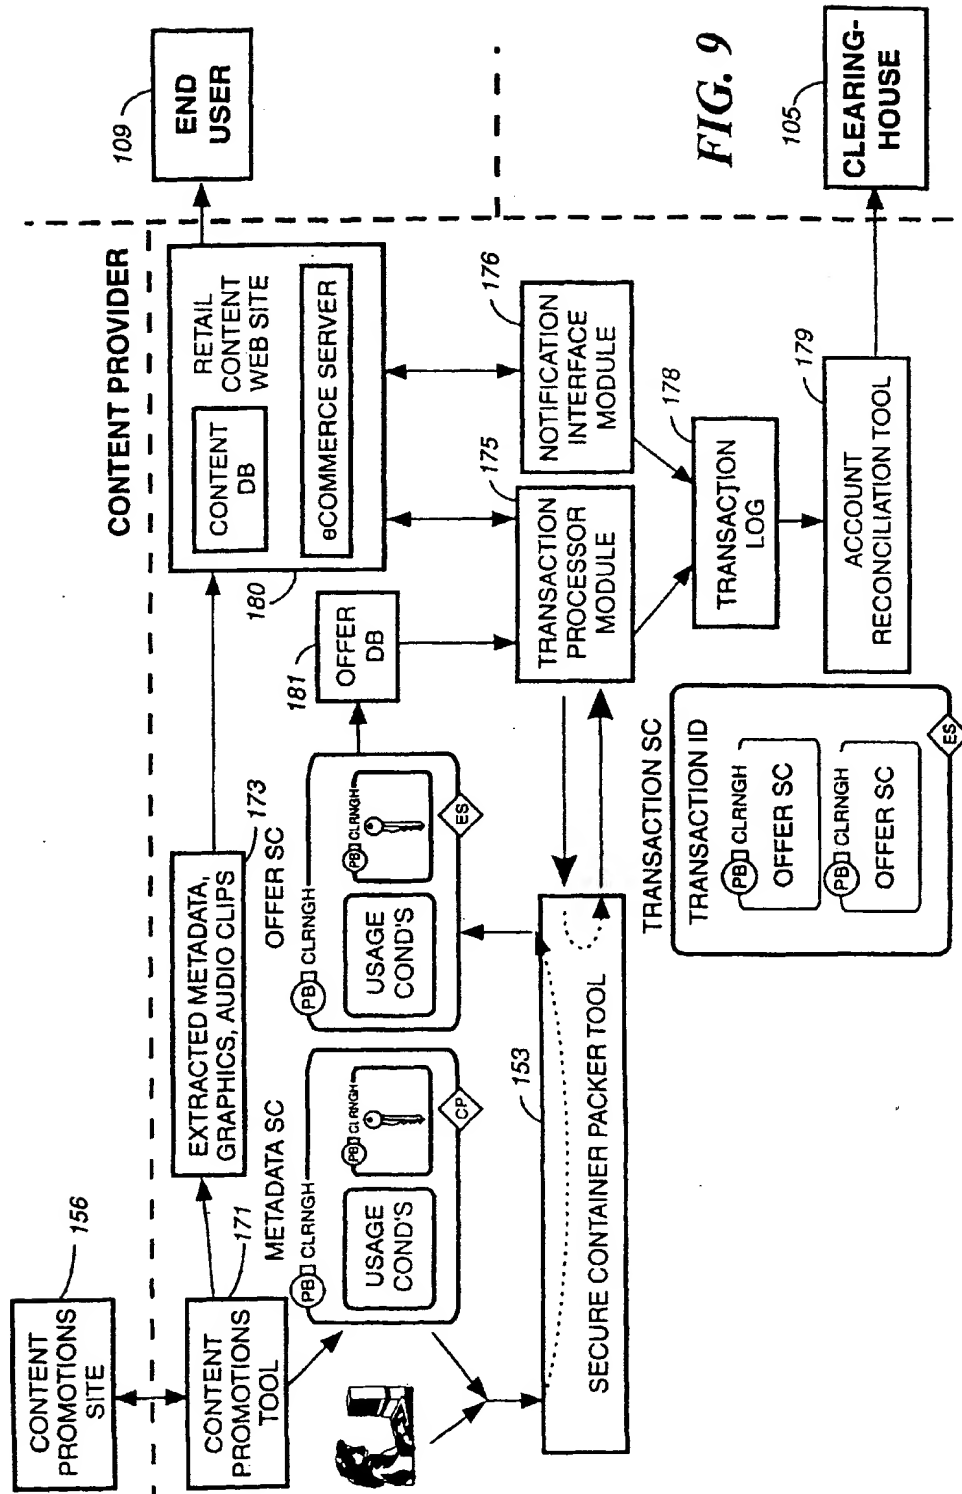 CONTENT PROVIDER
CONTENT
PROMOTIONS
SITE
156
CONTENT
PROMOTIONS
TOOL
171
EXTRACTED METADATA,
GRAPHICS, AUDIO CLIPS
173
RETAIL
CONTENT
WEB SITE
CONTENT
DB
eCOMMERCE SERVER
180
END
USER
109
METADATA SC
PB CLRNGH
USAGE
COND'S
PB CLRNGH
CP
OFFER SC
PB CLRNGH
USAGE
COND'S
PB CLRNGH
ES
OFFER
DB
181
SECURE CONTAINER PACKER TOOL
153
TRANSACTION
PROCESSOR
MODULE
175
NOTIFICATION
INTERFACE
MODULE
176
TRANSACTION
LOG
178
TRANSACTION SC
TRANSACTION ID
PB CLRNGH
OFFER SC
PB CLRNGH
OFFER SC
ES
ACCOUNT
RECONCILIATION TOOL
179
CLEARING-
HOUSE
105
FIG. 9